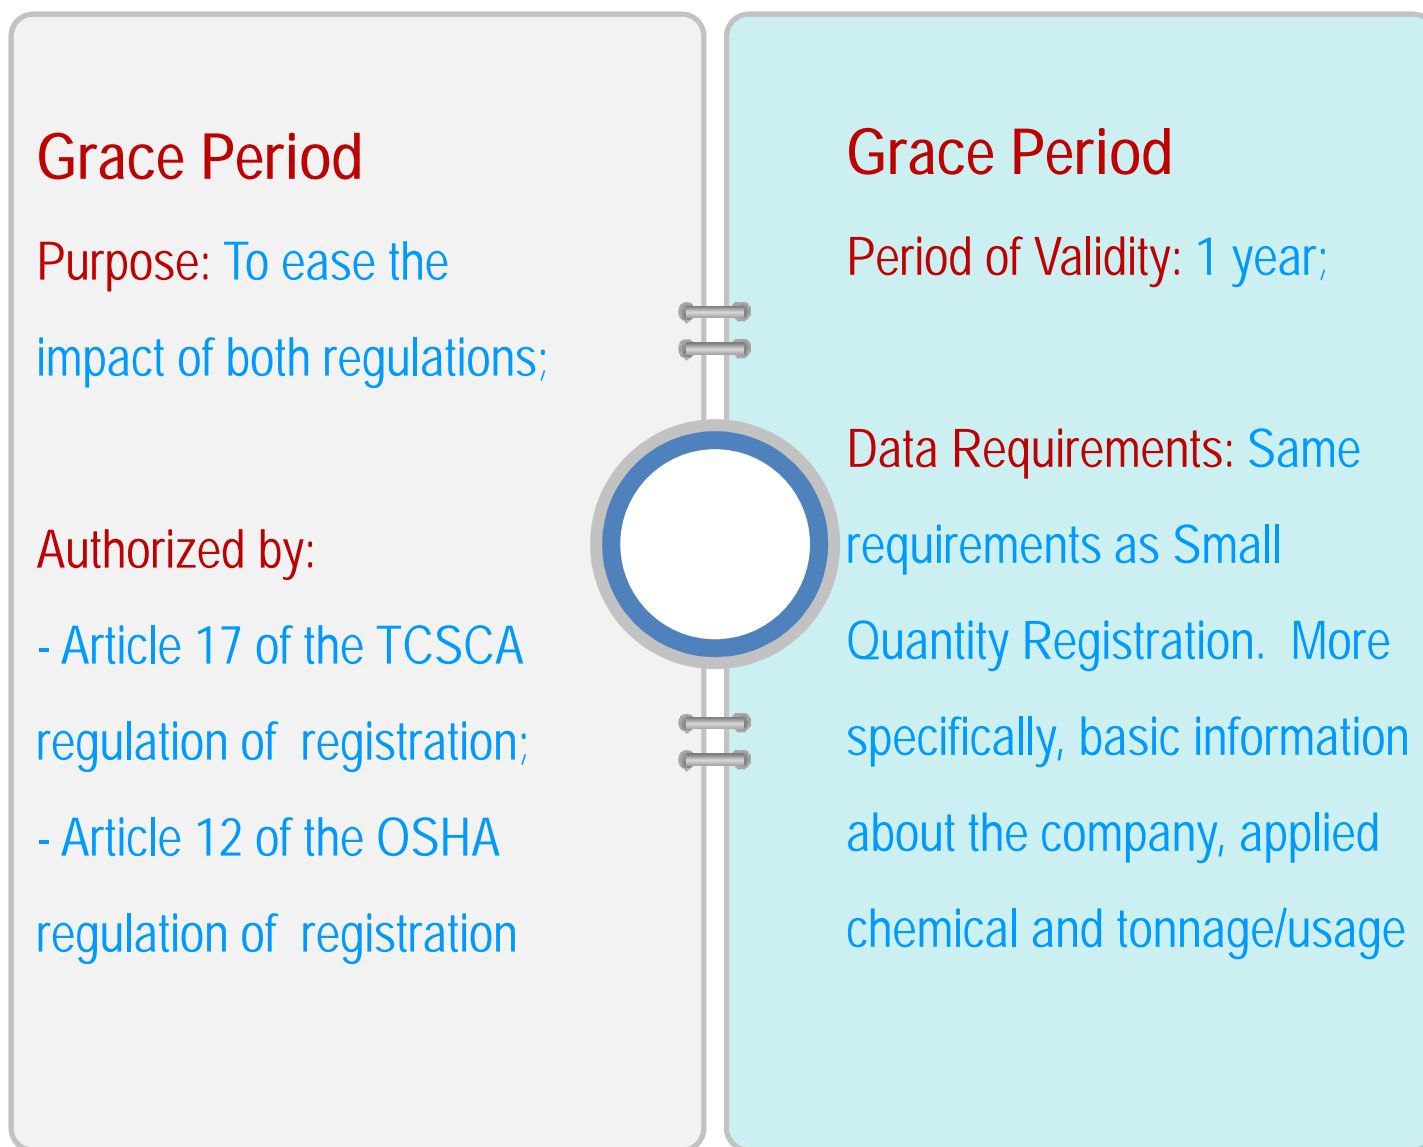 Grace Period
Purpose: To ease the
impact of both regulations;
Authorized by:
- Article 17 of the TCSCA
regulation of  registration;
- Article 12 of the OSHA
regulation of  registration
Grace Period
Period of Validity: 1 year;
Data Requirements: Same
requirements as Small
Quantity Registration.  More
specifically, basic information
about the company, applied
chemical and tonnage/usage